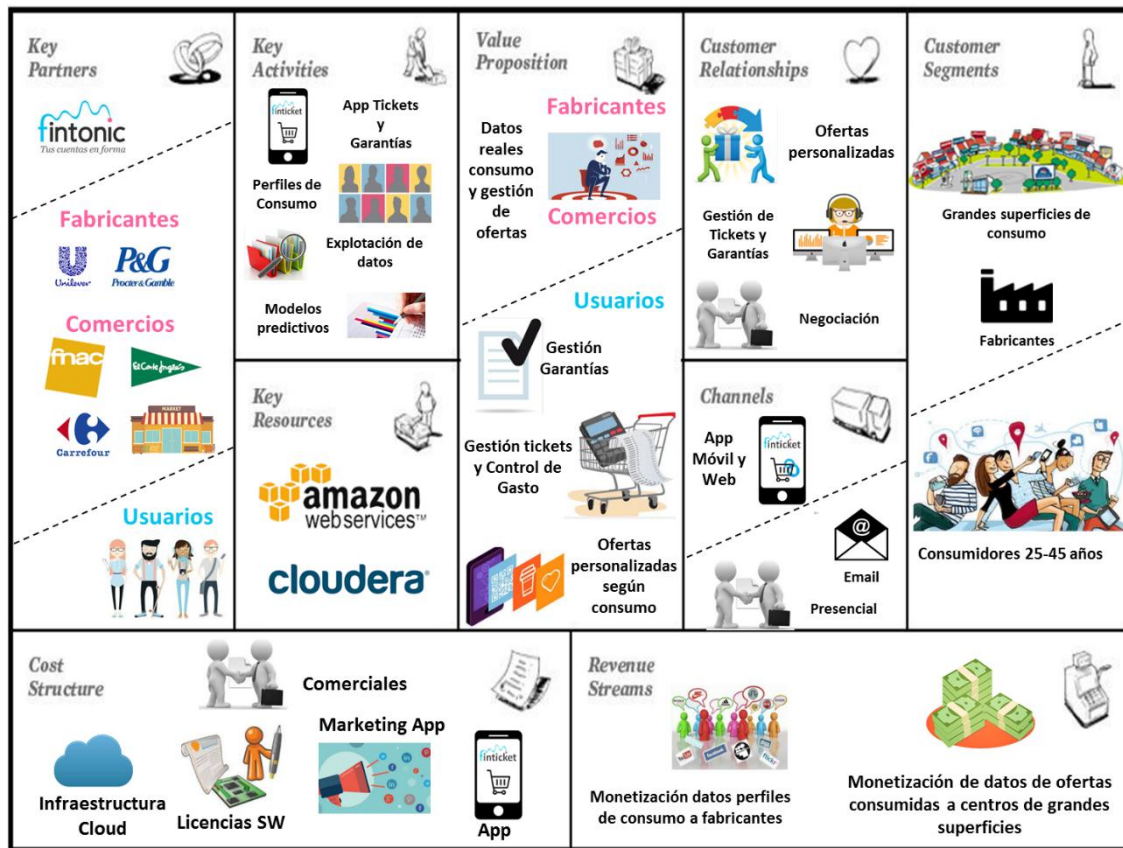 Key
Partners
fintonic
Tus cuentas en forma
Fabricantes
Unilever
P&G
Procter & Gamble
Comercios
fnac
El Corte Inglés
Carrefour
MARKET
Usuarios
Key
Activities
finticket
App Tickets
y
Garantías
Perfiles de
Consumo
Explotación de
datos
Modelos
predictivos
Key
Resources
amazon
web services™
cloudera®
Value
Proposition
Fabricantes
Datos
reales
consumo
y gestión
de
ofertas
Comercios
Usuarios
Gestión
Garantías
Gestión tickets
y Control de
Gasto
Ofertas
personalizadas
según
consumo
Customer
Relationships
Ofertas
personalizadas
Gestión de
Tickets y
Garantías
Negociación
Channels
App
Móvil y
Web
finticket
@
Email
Presencial
Customer
Segments
Grandes superficies de
consumo
Fabricantes
Consumidores 25-45 años
Cost
Structure
Comerciales
Infraestructura
Cloud
Licencias SW
Marketing App
finticket
App
Revenue
Streams
YouTube
facebook
flickr
Monetización datos perfiles
de consumo a fabricantes
Monetización de datos de ofertas
consumidas a centros de grandes
superficies